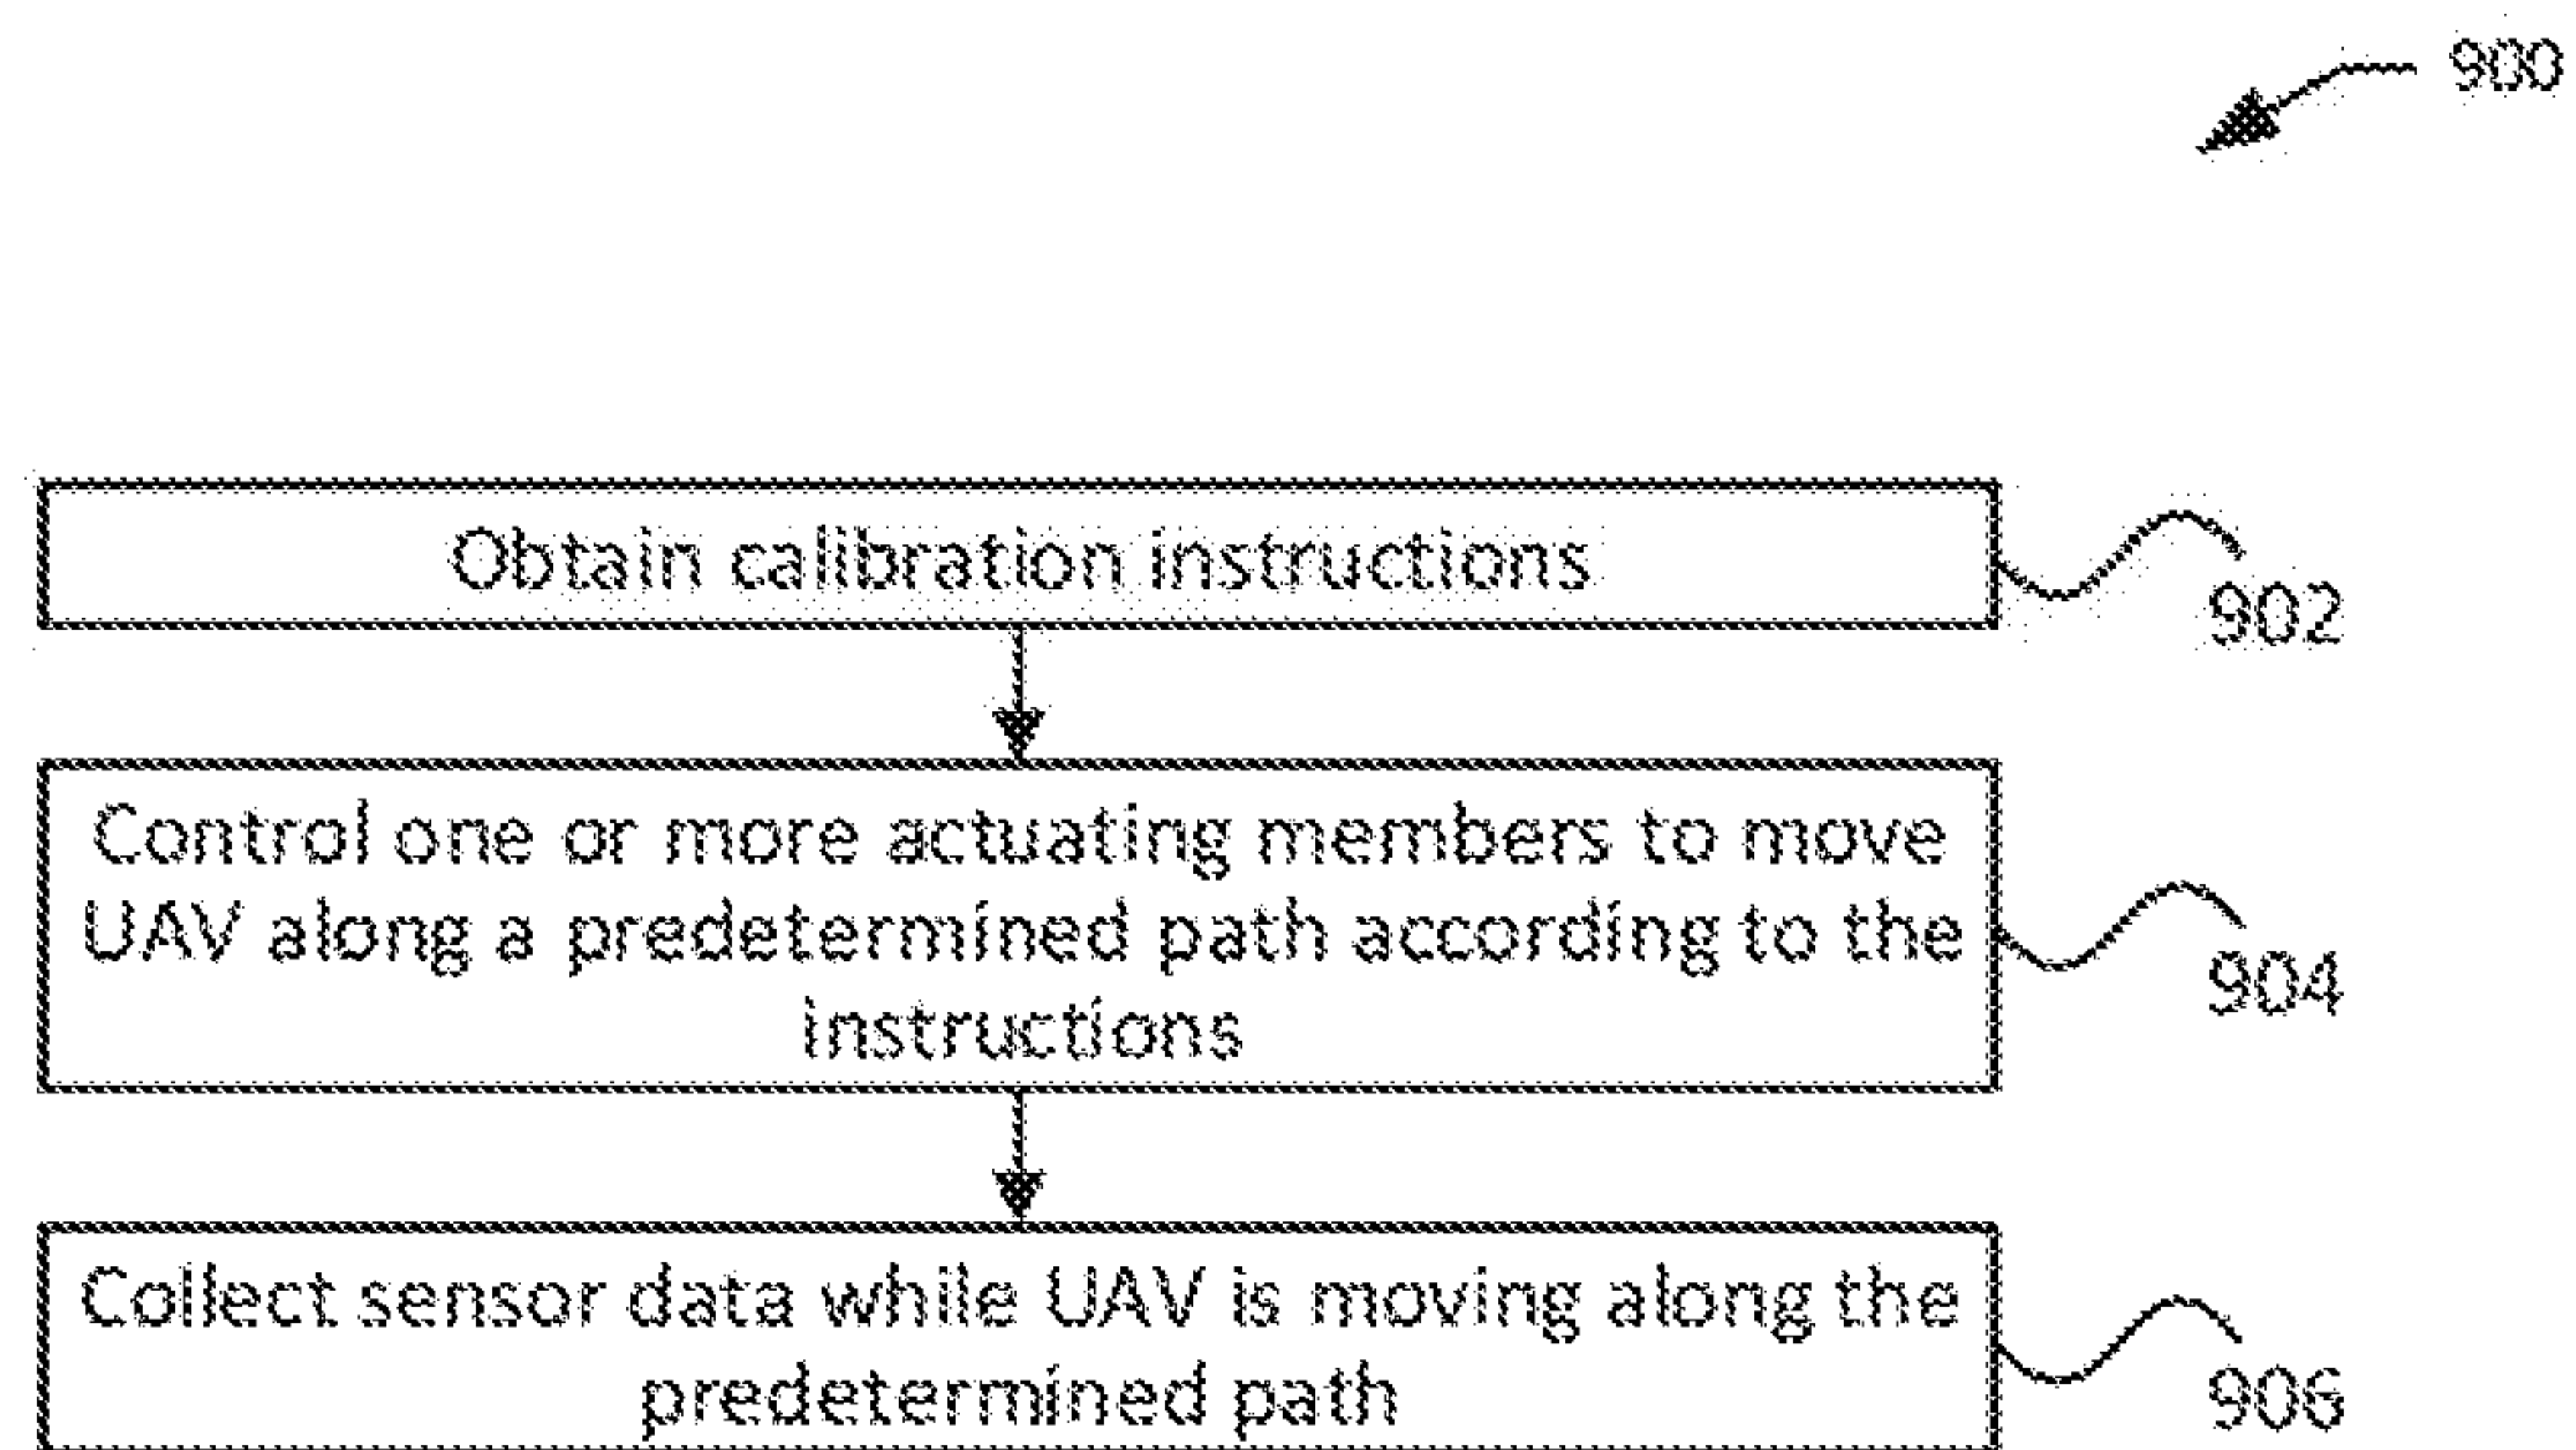 900
Obtain calibration instructions
902
Control one or more actuating members to move
UAV along a predetermined path according to the
instructions
904
Collect sensor data while UAV is moving along the
predetermined path
906